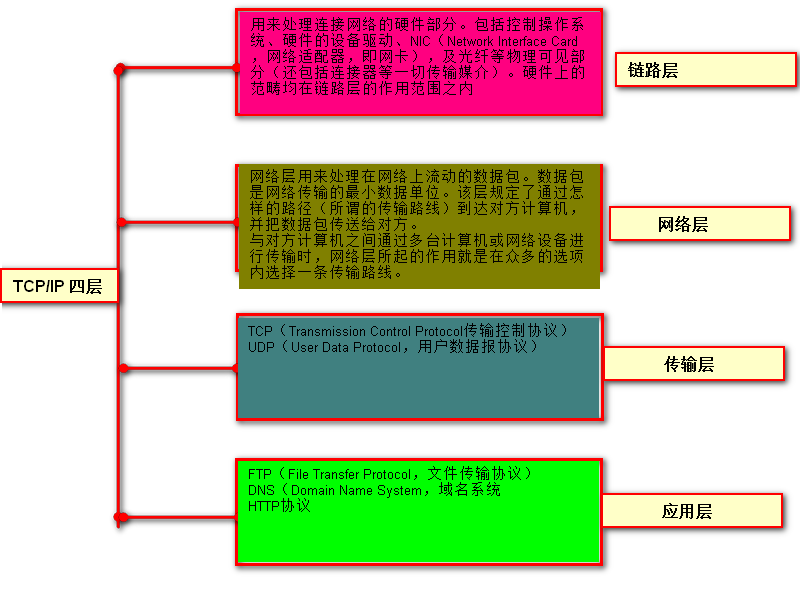 用来处理连接网络的硬件部分。包括控制操作系
统、硬件的设备驱动、NIC（Network Interface Card
，网络适配器，即网卡），及光纤等物理可见部
分（还包括连接器等一切传输媒介）。硬件上的
范畴均在链路层的作用范围之内
链路层
网络层用来处理在网络上流动的数据包。数据包
是网络传输的最小数据单位。该层规定了通过怎
样的路径（所谓的传输路线）到达对方计算机，
并把数据包传送给对方。
与对方计算机之间通过多台计算机或网络设备进
行传输时，网络层所起的作用就是在众多的选项
内选择一条传输路线。
网络层
TCP/IP 四层
TCP（Transmission Control Protocol传输控制协议）
UDP（User Data Protocol，用户数据报协议）
传输层
FTP（File Transfer Protocol，文件传输协议）
DNS（Domain Name System，域名系统
HTTP协议
应用层